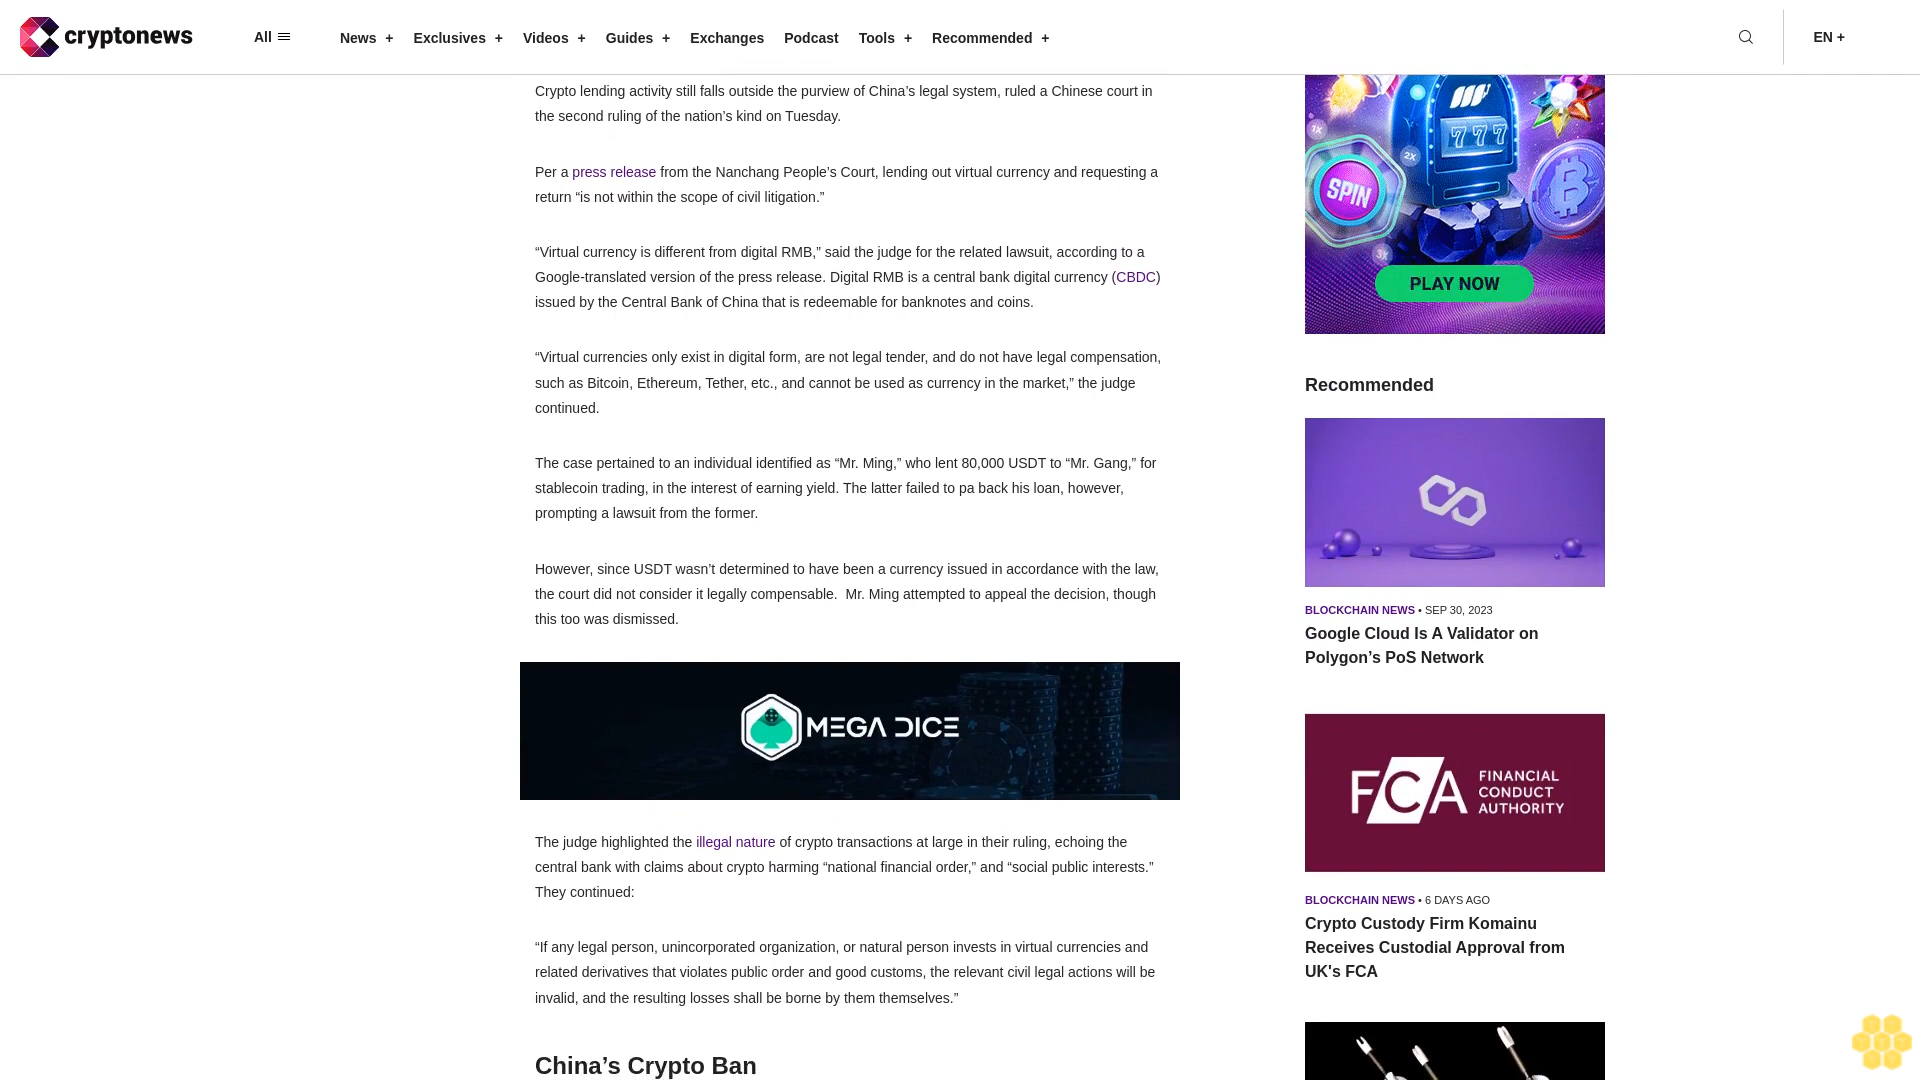 cryptonews
All
News + Exclusives + Videos + Guides + Exchanges Podcast Tools + Recommended +
EN +
Crypto lending activity still falls outside the purview of China’s legal system, ruled a Chinese court in
the second ruling of the nation’s kind on Tuesday.
Per a press release from the Nanchang People’s Court, lending out virtual currency and requesting a
return “is not within the scope of civil litigation.”
“Virtual currency is different from digital RMB,” said the judge for the related lawsuit, according to a
Google-translated version of the press release. Digital RMB is a central bank digital currency (CBDC)
issued by the Central Bank of China that is redeemable for banknotes and coins.
“Virtual currencies only exist in digital form, are not legal tender, and do not have legal compensation,
such as Bitcoin, Ethereum, Tether, etc., and cannot be used as currency in the market,” the judge
continued.
The case pertained to an individual identified as “Mr. Ming,” who lent 80,000 USDT to “Mr. Gang,” for
stablecoin trading, in the interest of earning yield. The latter failed to pa back his loan, however,
prompting a lawsuit from the former.
However, since USDT wasn’t determined to have been a currency issued in accordance with the law,
the court did not consider it legally compensable.  Mr. Ming attempted to appeal the decision, though
this too was dismissed.
MEGA DICE
The judge highlighted the illegal nature of crypto transactions at large in their ruling, echoing the
central bank with claims about crypto harming “national financial order,” and “social public interests.”
They continued:
“If any legal person, unincorporated organization, or natural person invests in virtual currencies and
related derivatives that violates public order and good customs, the relevant civil legal actions will be
invalid, and the resulting losses shall be borne by them themselves.”
China’s Crypto Ban
777
1X
2X
SPIN
3X
PLAY NOW
Recommended
BLOCKCHAIN NEWS • SEP 30, 2023
Google Cloud Is A Validator on
Polygon’s PoS Network
FCA FINANCIAL
CONDUCT
AUTHORITY
BLOCKCHAIN NEWS • 6 DAYS AGO
Crypto Custody Firm Komainu
Receives Custodial Approval from
UK's FCA